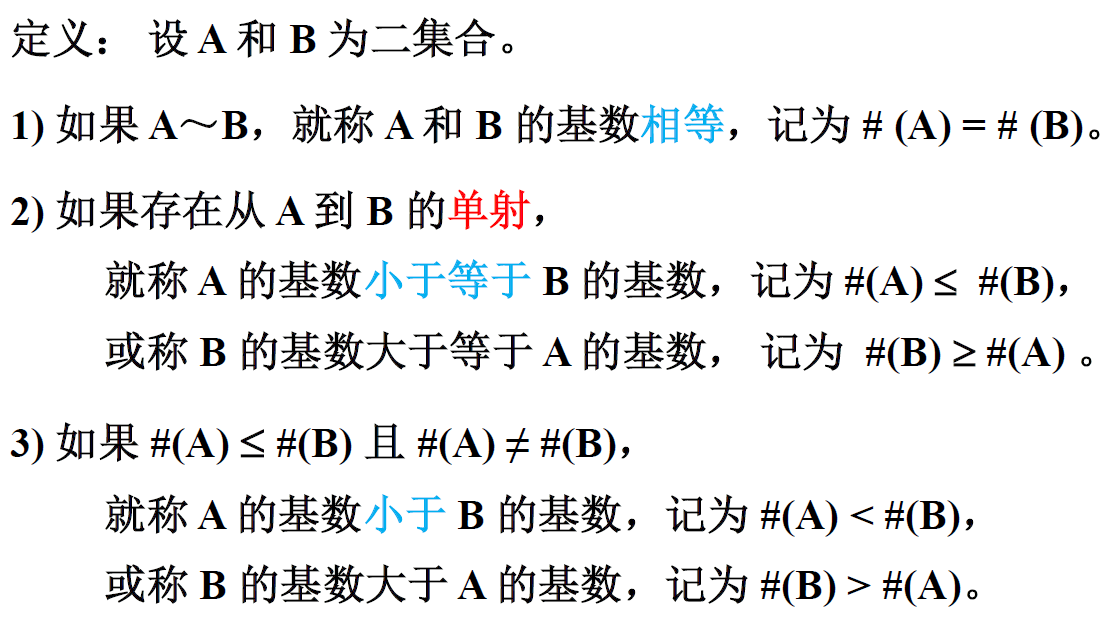 定义： 设 A 和 B 为二集合。
1) 如果 A～B，就称 A 和 B 的基数相等，记为 # (A) = # (B)。
2) 如果存在从 A 到 B 的单射，
就称 A 的基数小于等于 B 的基数，记为 #(A) ≤ #(B)，
或称 B 的基数大于等于 A 的基数， 记为 #(B) ≥ #(A) 。
3) 如果 #(A) ≤ #(B) 且 #(A) ≠ #(B)，
就称 A 的基数小于 B 的基数，记为 #(A) < #(B)，
或称 B 的基数大于 A 的基数，记为 #(B) > #(A)。